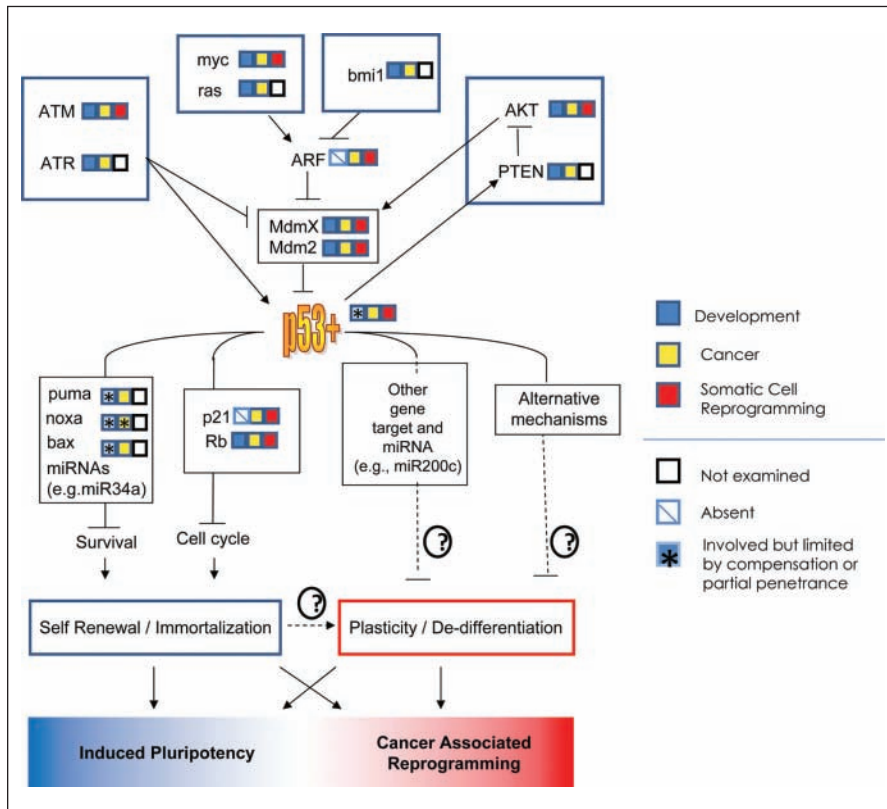 myc
ras
bmi1
ATM
ATR
AKT
PTEN
ARF
MdmX
Mdm2
p53+
*
puma
*
noxa
* *
bax
*
miRNAs
(e.g.miR34a)
p21
Rb
Other
gene
target and
miRNA
(e.g., miR200c)
Alternative
mechanisms
Survival
Cell cycle
?
?
?
Self Renewal / Immortalization
Plasticity / De-differentiation
Induced Pluripotency
Cancer Associated
Reprogramming
Development
Cancer
Somatic Cell
Reprogramming
Not examined
Absent
*
Involved but limited
by compensation or
partial penetrance